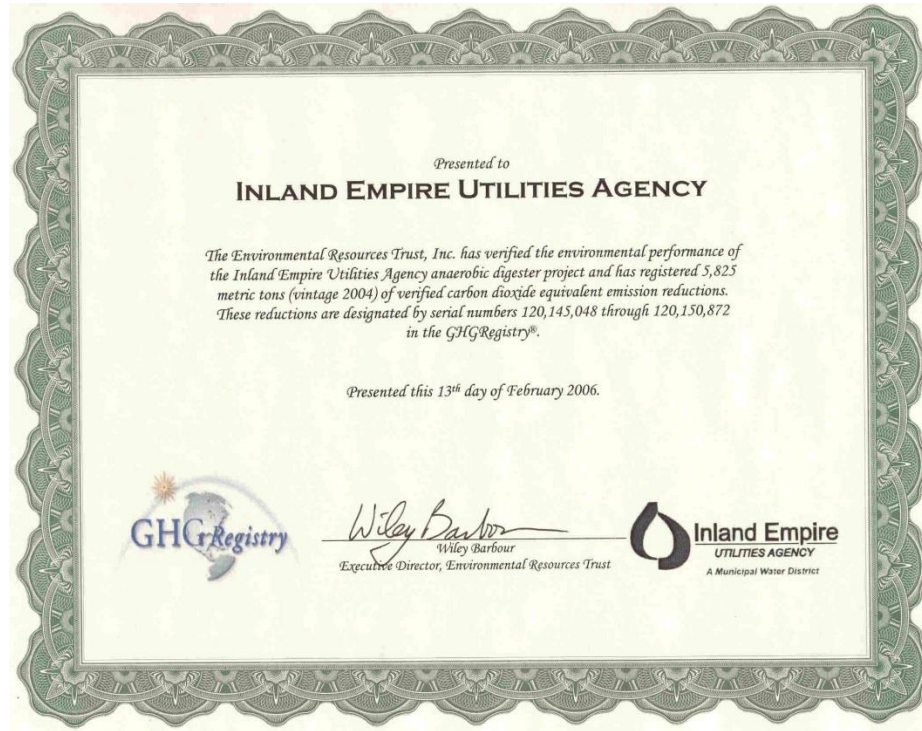 Presented to
INLAND EMPIRE UTILITIES AGENCY
The Environmental Resources Trust, Inc. has verified the environmental performance of
the Inland Empire Utilities Agency anaerobic digester project and has registered 5,825
metric tons (vintage 2004) of verified carbon dioxide equivalent emission reductions.
These reductions are designated by serial numbers 120,145,048 through 120,150,872
in the GHGRegistry®.
Presented this 13th day of February 2006.
GHGRegistry
Wiley Barbour
Wiley Barbour
Executive Director, Environmental Resources Trust
Inland Empire
UTILITIES AGENCY
A Municipal Water District